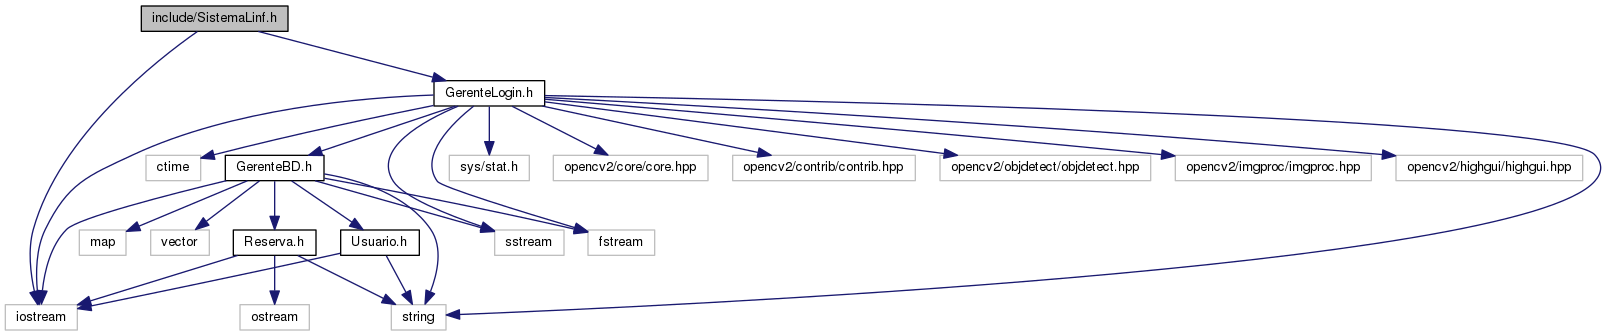 include/SistemaLinf.h
GerenteLogin.h
ctime
GerenteBD.h
sys/stat.h
opencv2/core/core.hpp
opencv2/contrib/contrib.hpp
opencv2/objdetect/objdetect.hpp
opencv2/imgproc/imgproc.hpp
opencv2/highgui/highgui.hpp
map
vector
Reserva.h
Usuario.h
sstream
fstream
iostream
ostream
string